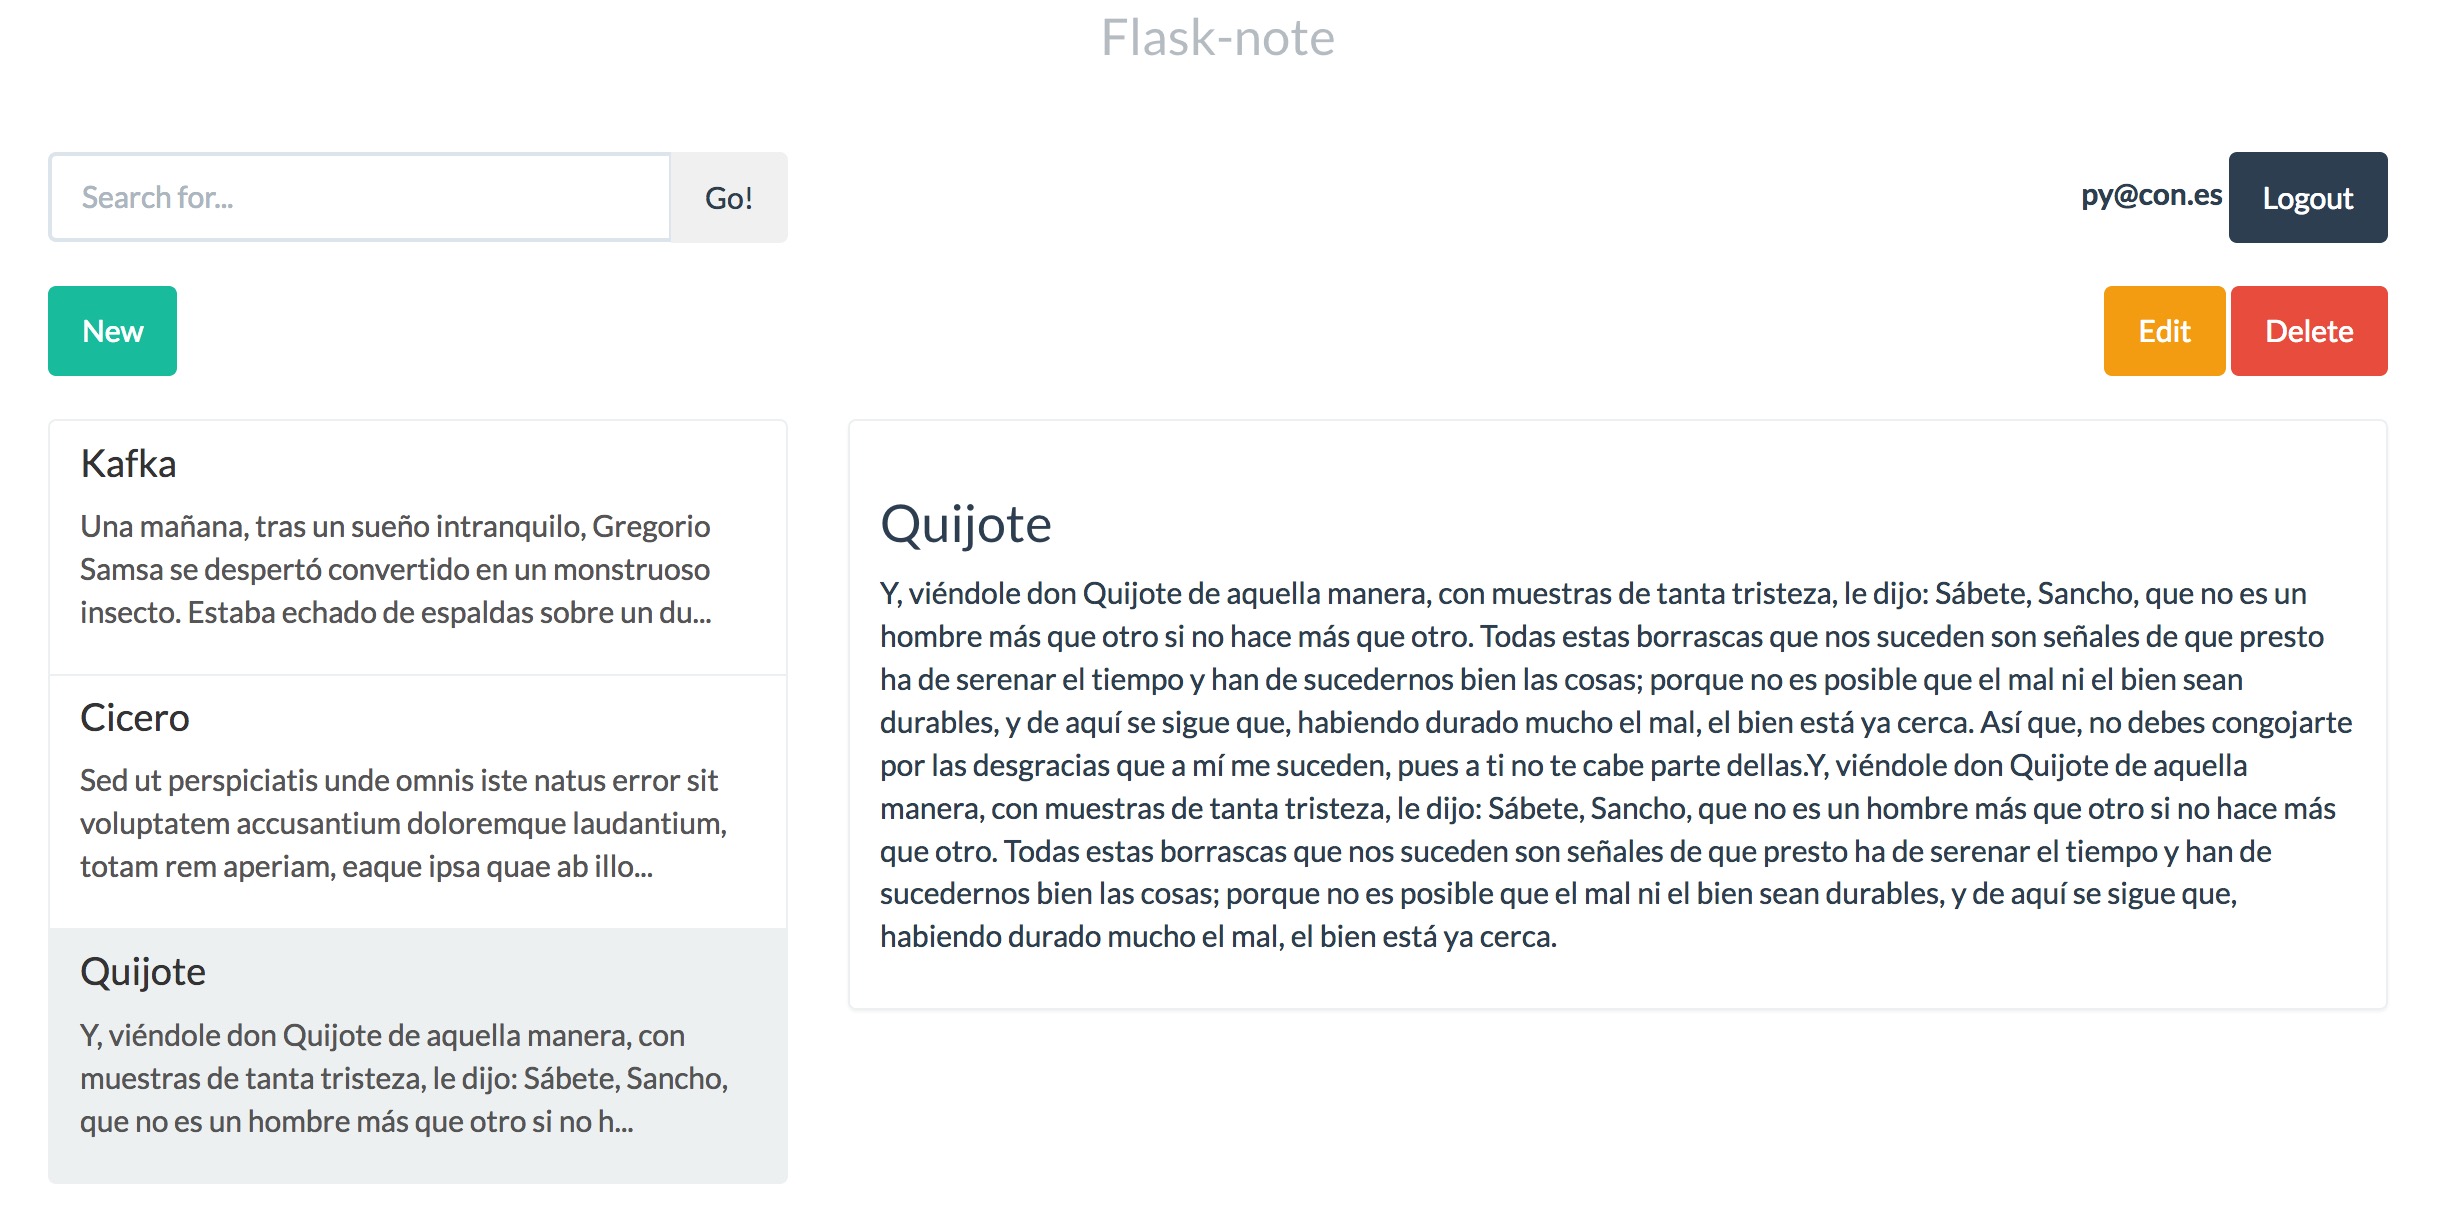 Flask-note
Search for...
Go!
py@con.es
Logout
New
Edit
Delete
Kafka
Una mañana, tras un sueño intranquilo, Gregorio
Samsa se despertó convertido en un monstruoso
insecto. Estaba echado de espaldas sobre un du...
Cicero
Sed ut perspiciatis unde omnis iste natus error sit
voluptatem accusantium doloremque laudantium,
totam rem aperiam, eaque ipsa quae ab illo...
Quijote
Y, viéndole don Quijote de aquella manera, con
muestras de tanta tristeza, le dijo: Sábete, Sancho,
que no es un hombre más que otro si no h...
Quijote
Y, viéndole don Quijote de aquella manera, con muestras de tanta tristeza, le dijo: Sábete, Sancho, que no es un
hombre más que otro si no hace más que otro. Todas estas borrascas que nos suceden son señales de que presto
ha de serenar el tiempo y han de sucedernos bien las cosas; porque no es posible que el mal ni el bien sean
durables, y de aquí se sigue que, habiendo durado mucho el mal, el bien está ya cerca. Así que, no debes congojarte
por las desgracias que a mí me suceden, pues a ti no te cabe parte dellas.Y, viéndole don Quijote de aquella
manera, con muestras de tanta tristeza, le dijo: Sábete, Sancho, que no es un hombre más que otro si no hace más
que otro. Todas estas borrascas que nos suceden son señales de que presto ha de serenar el tiempo y han de
sucedernos bien las cosas; porque no es posible que el mal ni el bien sean durables, y de aquí se sigue que,
habiendo durado mucho el mal, el bien está ya cerca.